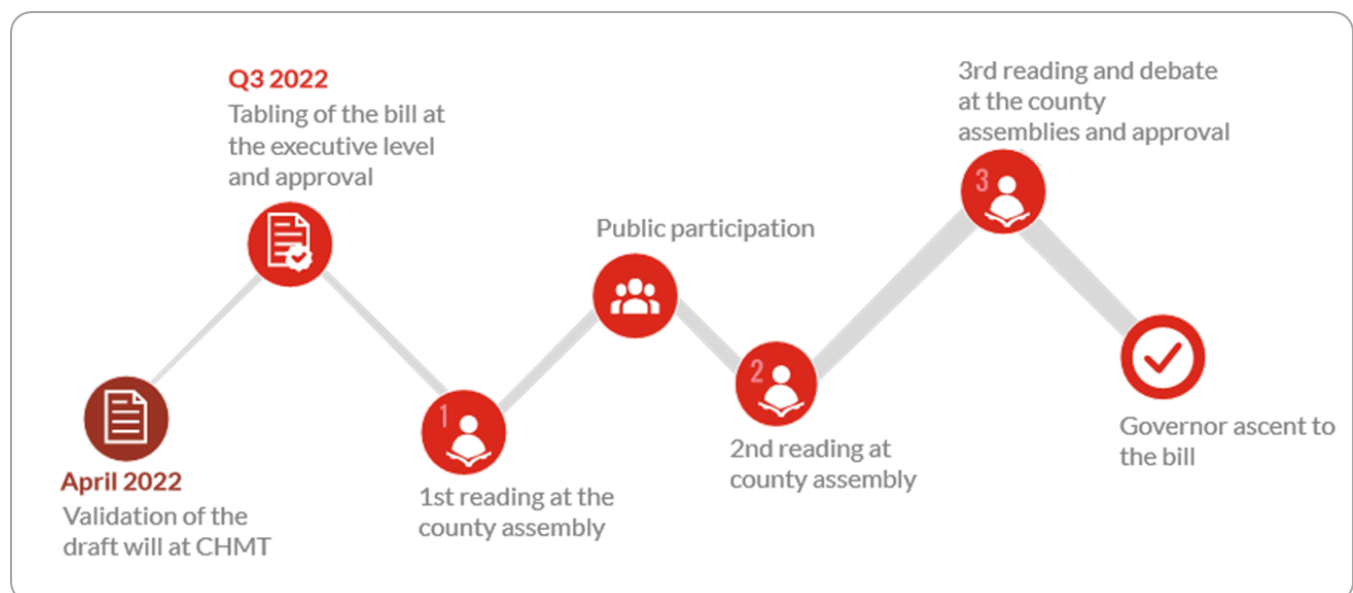 April 2022
Validation of the
draft will at CHMT
Q3 2022
Tabling of the bill at
the executive level
and approval
1
1st reading at the
county assembly
Public participation
2
2nd reading at
county assembly
3rd reading and debate
at the county
assemblies and approval
3
Governor ascent to
the bill